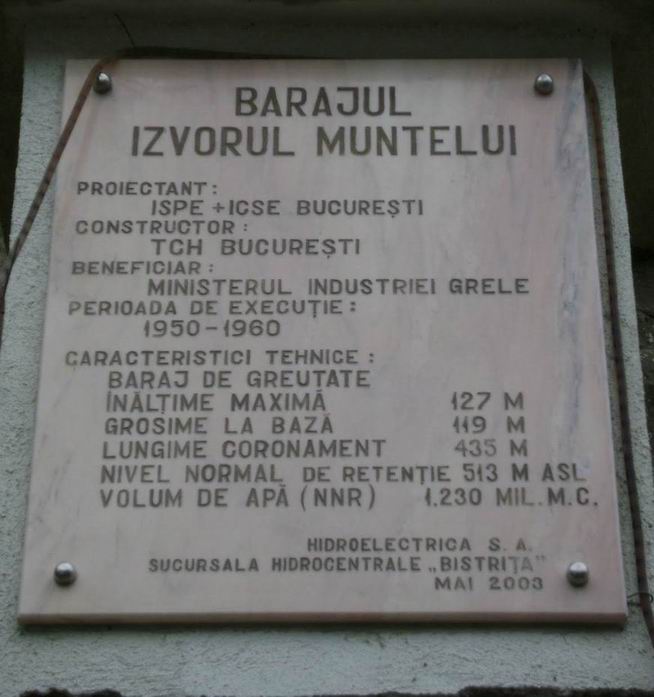 BARAJUL
IZVORUL MUNTELUI
PROIECTANT:
ISPE + ICSE BUCUREȘTI
CONSTRUCTOR:
TCH BUCUREȘTI
BENEFICIAR:
MINISTERUL INDUSTRIEI GRELE
PERIOADA DE EXECUȚIE:
1950-1960
CARACTERISTICI TEHNICE:
BARAJ DE GREUTATE
ÎNĂLȚIME MAXIMĂ 127 M
GROSIME LA BAZĂ 119 M
LUNGIME CORONAMENT 435 M
NIVEL NORMAL DE RETENȚIE 513 M ASL
VOLUM DE APĂ (NNR) 1.230 MIL. M.C.
HIDROELECTRICA S. A.
SUCURSALA HIDROCENTRALE „BISTRIȚA”
MAI 2003